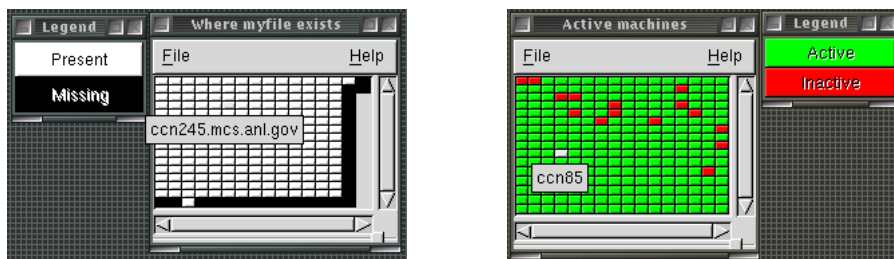 Legend
Where myfile exists
Present
Missing
File
Help
ccn245.mcs.anl.gov
Active machines
File
Help
ccn85
Legend
Active
Inactive